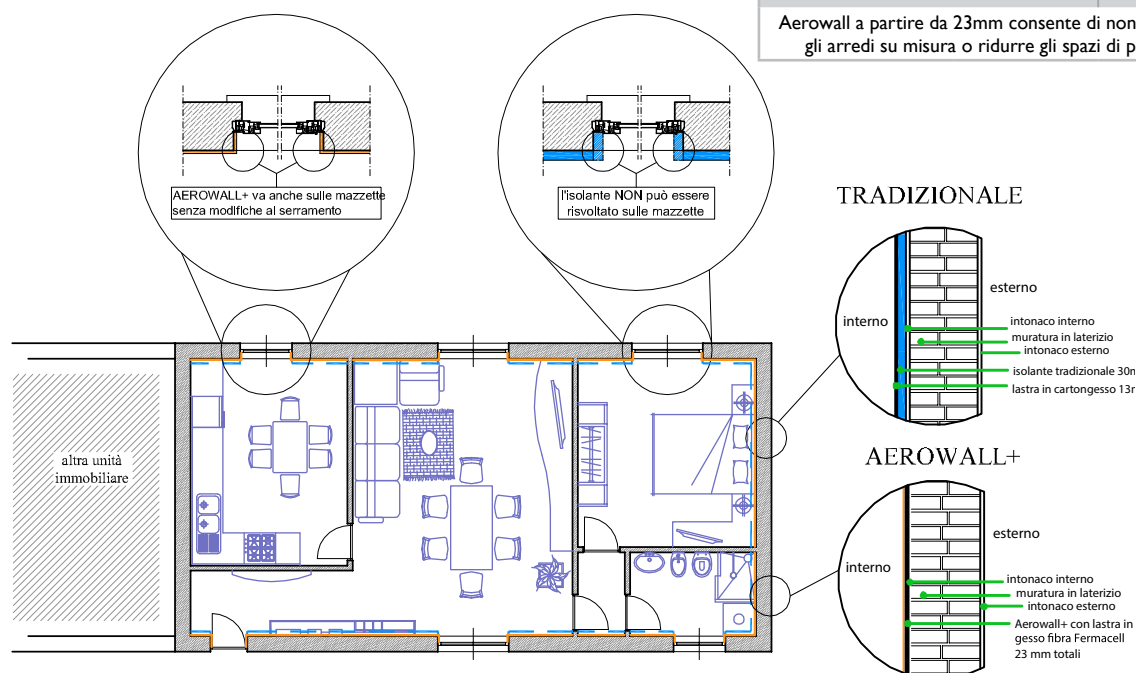 Aerowall a partire da 23mm consente di non
gli arredi su misura o ridurre gli spazi di p
AEROWALL+ va anche sulle mazzette
senza modifiche al serramento
l'isolante NON può essere
risvoltato sulle mazzette
TRADIZIONALE
interno
esterno
intonaco interno
muratura in laterizio
intonaco esterno
isolante tradizionale 30m
lastra in cartongesso 13m
altra unità
immobiliare
AEROWALL+
interno
esterno
intonaco interno
muratura in laterizio
intonaco esterno
Aerowall+ con lastra in
gesso fibra Fermacell
23 mm totali